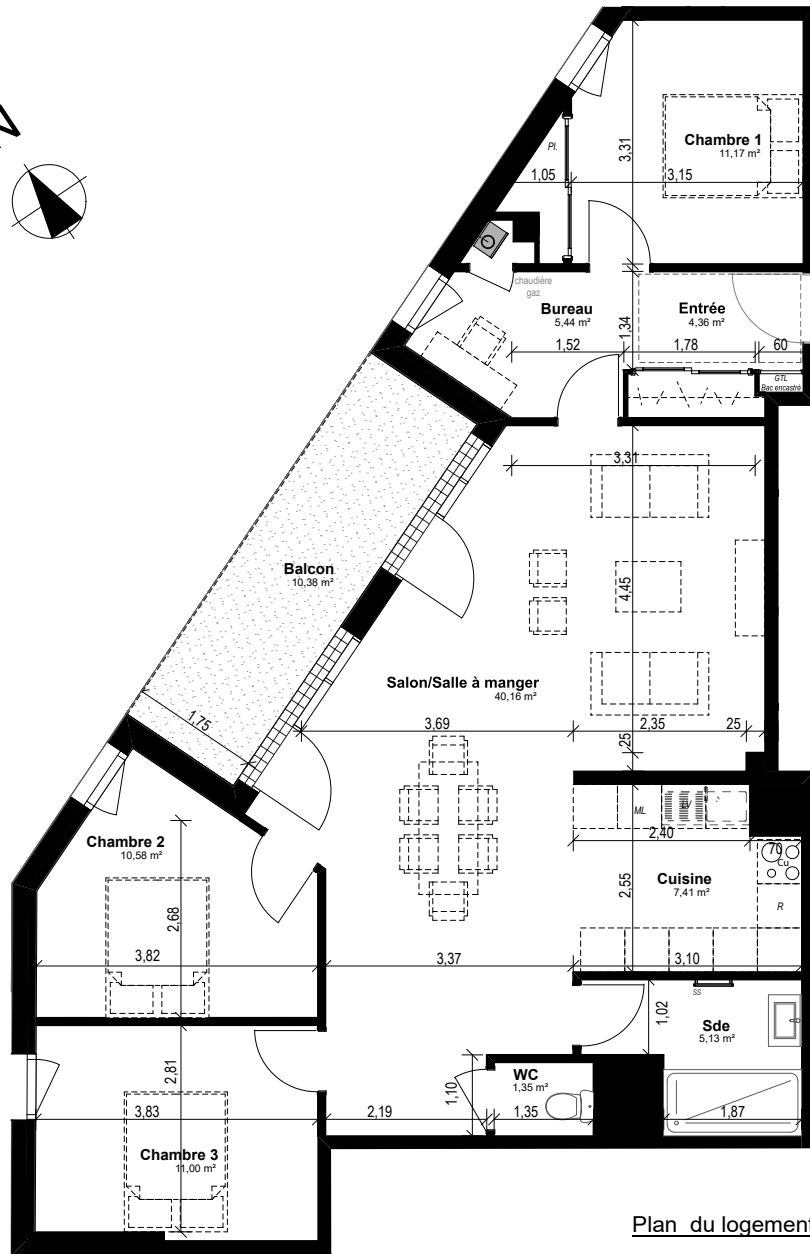 N
Chambre 1
11,17 m²
3,31
Pl.
1,05
3,15
chaudière
gaz
Bureau
5,44 m²
Entrée
4,36 m²
1,34
1,52
1,78
60
GTL
Bac encastré
3,31
Balcon
10,38 m²
4,45
Salon/Salle à manger
40,16 m²
1,75
3,69
2,35
25
25
ML
LV
2,40
70
Cu
Chambre 2
10,58 m²
Cuisine
7,41 m²
2,55
R
2,68
3,82
3,37
3,10
SS
1,02
Sde
5,13 m²
2,81
WC
1,35 m²
1,10
3,83
2,19
1,35
1,87
Chambre 3
11,00 m²
Plan du logement